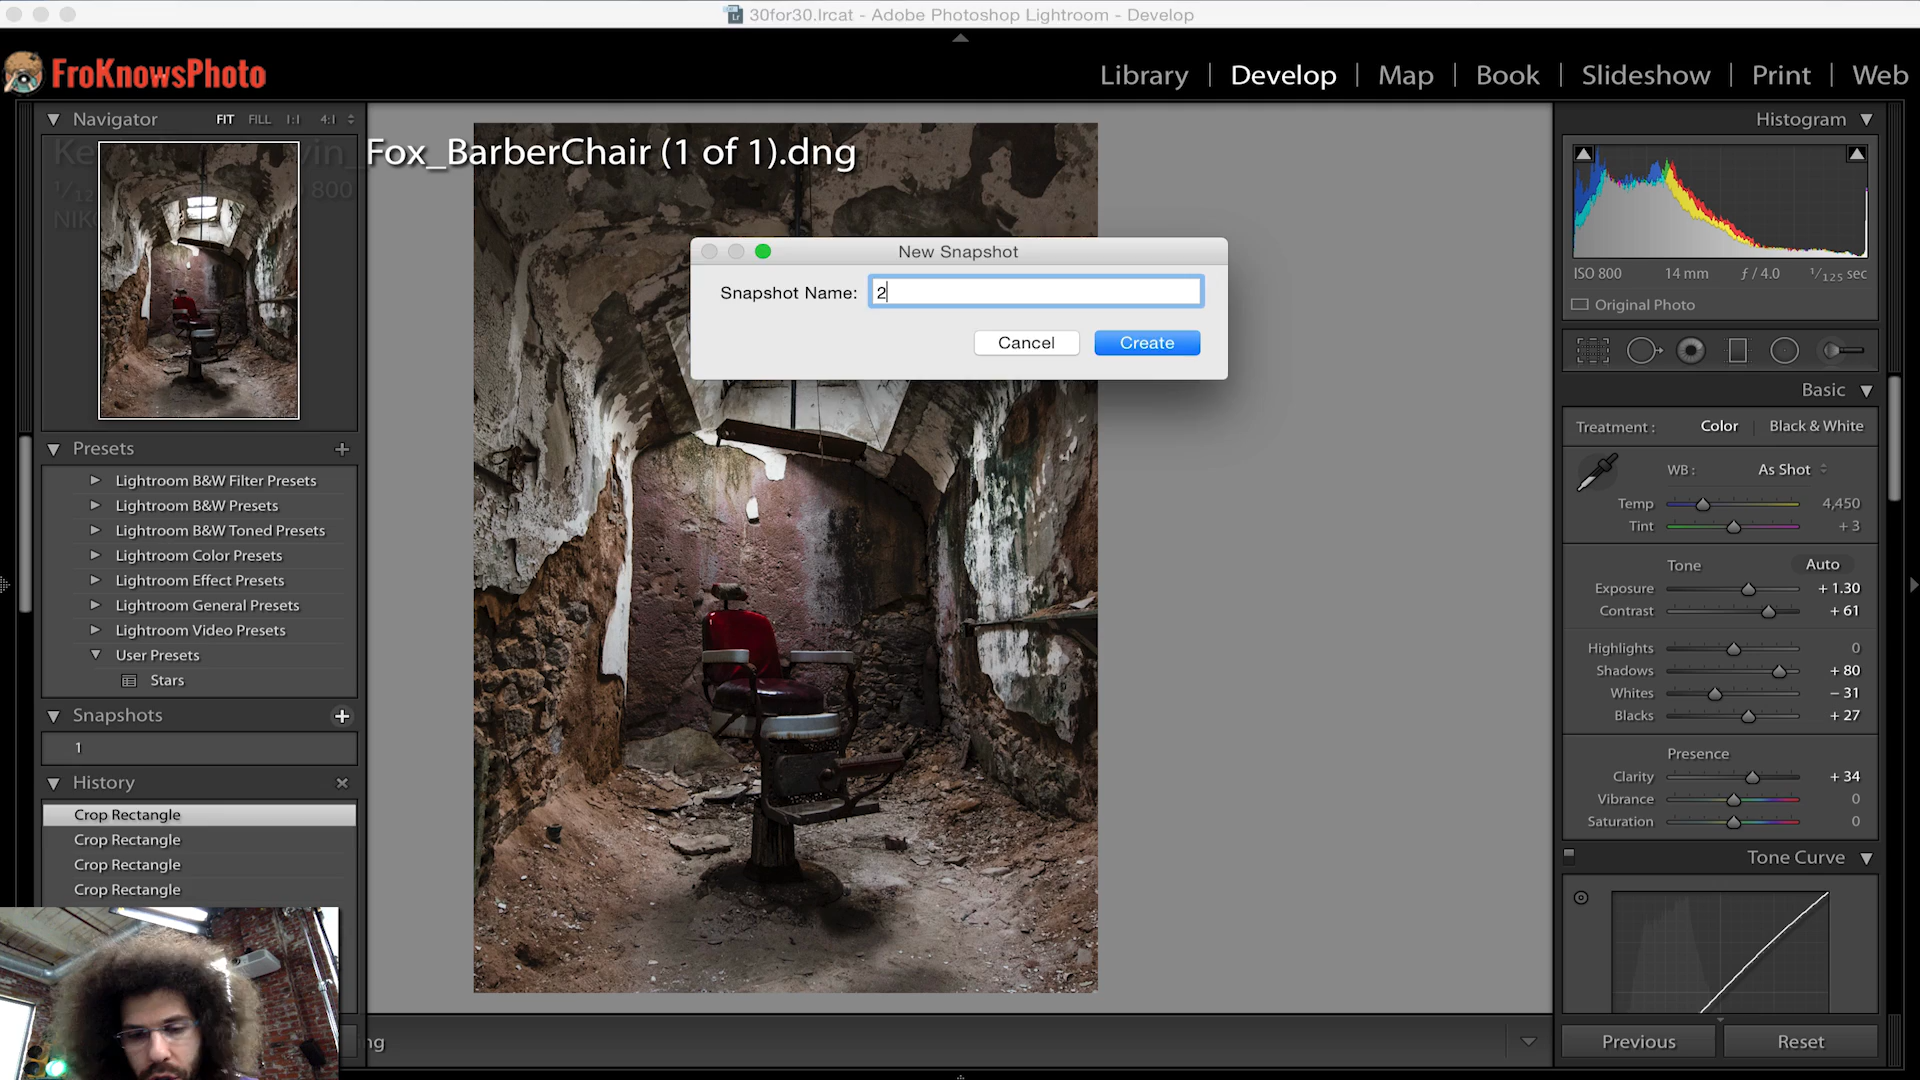 30for30.lrcat - Adobe Photoshop Lightroom - Develop
FroKnowsPhoto
Library | Develop | Map | Book | Slideshow | Print | Web
Navigator FIT FILL 1:1 4:1
Fox_BarberChair (1 of 1).dng
800
Presets +
Lightroom B&W Filter Presets
Lightroom B&W Presets
Lightroom B&W Toned Presets
Lightroom Color Presets
Lightroom Effect Presets
Lightroom General Presets
Lightroom Video Presets
User Presets
Stars
Snapshots +
1
History ×
Crop Rectangle
Crop Rectangle
Crop Rectangle
Crop Rectangle
New Snapshot
Snapshot Name: 2
Cancel Create
Histogram
ISO 800 14 mm ƒ / 4.0 1/125 sec
Original Photo
Basic
Treatment : Color Black & White
WB : As Shot
Temp 4,450
Tint + 3
Tone Auto
Exposure + 1.30
Contrast + 61
Highlights 0
Shadows + 80
Whites – 31
Blacks + 27
Presence
Clarity + 34
Vibrance 0
Saturation 0
Tone Curve
Previous Reset